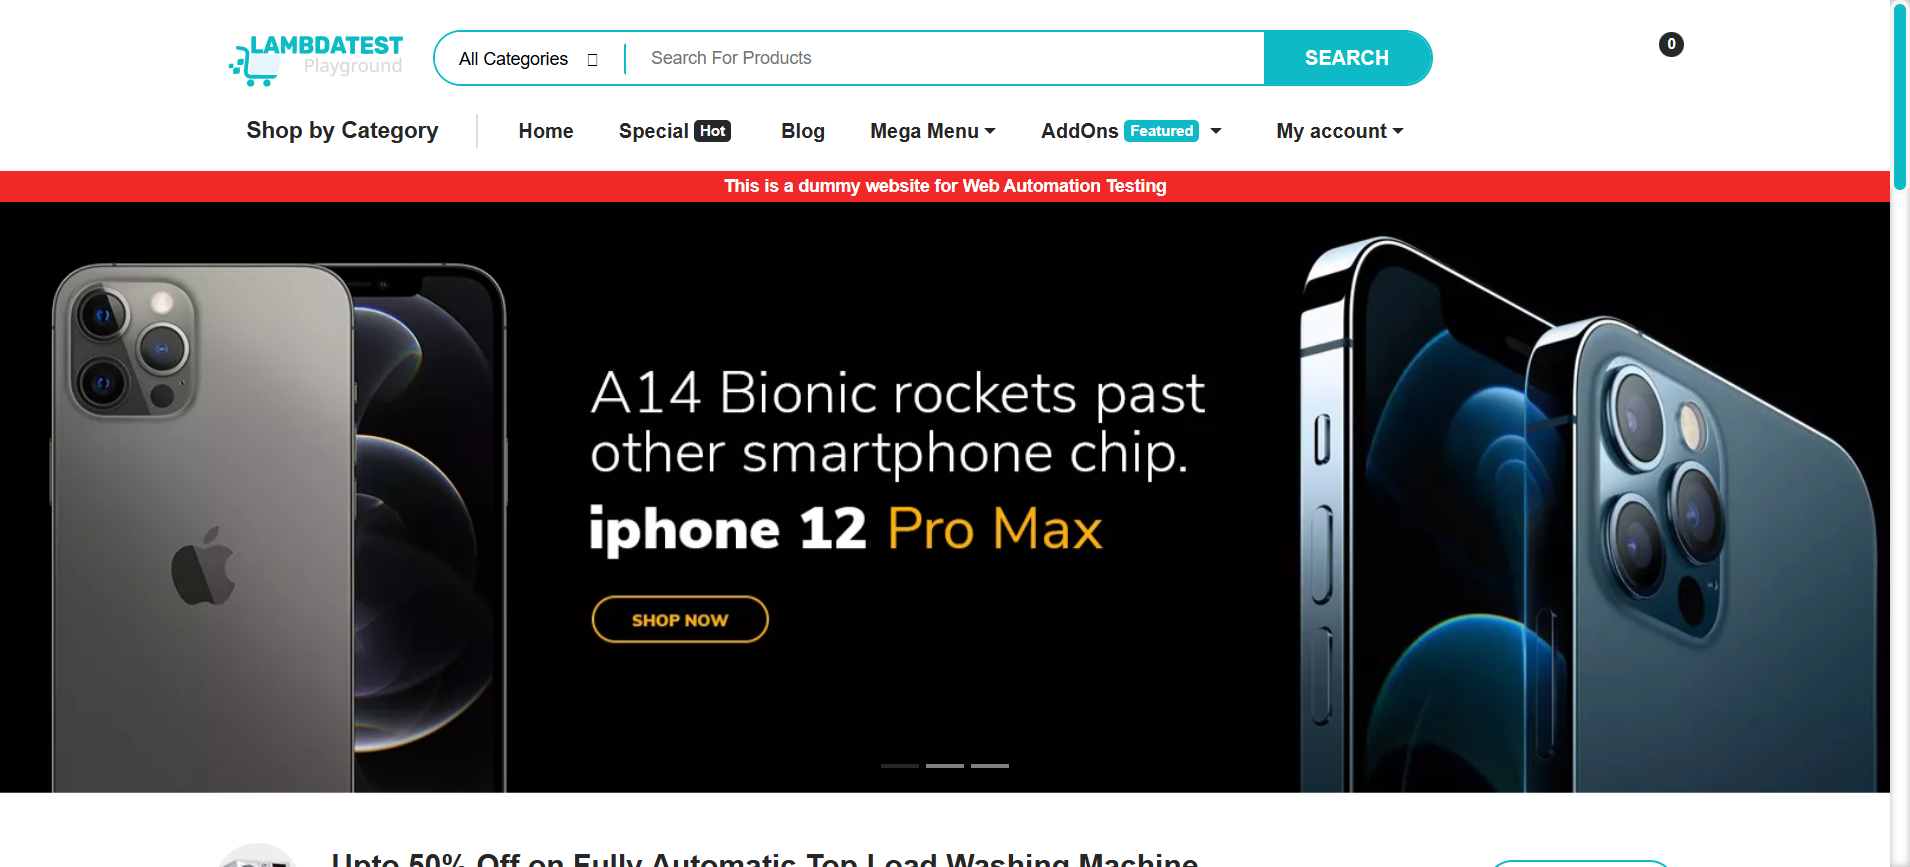 LAMBDATEST
Playground
All Categories
Search For Products
SEARCH
0
Shop by Category
Home
Special Hot
Blog
Mega Menu
AddOns Featured
My account
This is a dummy website for Web Automation Testing
A14 Bionic rockets past
other smartphone chip.
iphone 12 Pro Max
SHOP NOW
Upto 50% Off on Fully Automatic Top Load Washing Machine